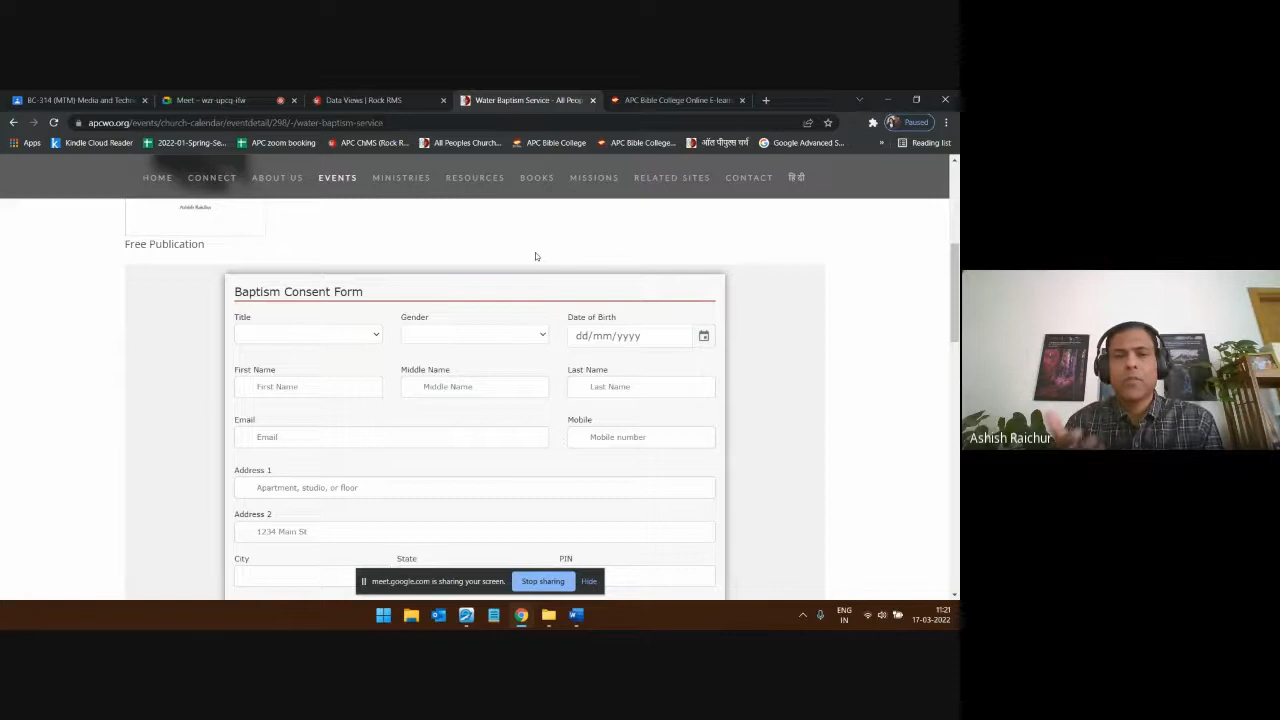 BC-314 (MTM) Media and Techn
Meet – wzr-upcq-ifw
Data Views | Rock RMS
Water Baptism Service - All Peop
APC Bible College Online E-learn
apcwo.org/events/church-calendar/eventdetail/298/-/water-baptism-service
Paused
Apps
Kindle Cloud Reader
2022-01-Spring-Se...
APC zoom booking
APC ChMS (Rock R...
All Peoples Church...
APC Bible College
APC Bible College...
ऑल पीपुल्स चर्च
Google Advanced S...
»
Reading list
HOME
CONNECT
ABOUT US
EVENTS
MINISTRIES
RESOURCES
BOOKS
MISSIONS
RELATED SITES
CONTACT
हिंदी
Ashish Raichur
Free Publication
Baptism Consent Form
Title
Gender
Date of Birth
dd/mm/yyyy
First Name
Middle Name
Last Name
First Name
Middle Name
Last Name
Email
Mobile
Email
Mobile number
Address 1
Apartment, studio, or floor
Address 2
1234 Main St
City
State
PIN
meet.google.com is sharing your screen.
Stop sharing
Hide
ENG
IN
11:21
17-03-2022
Ashish Raichur